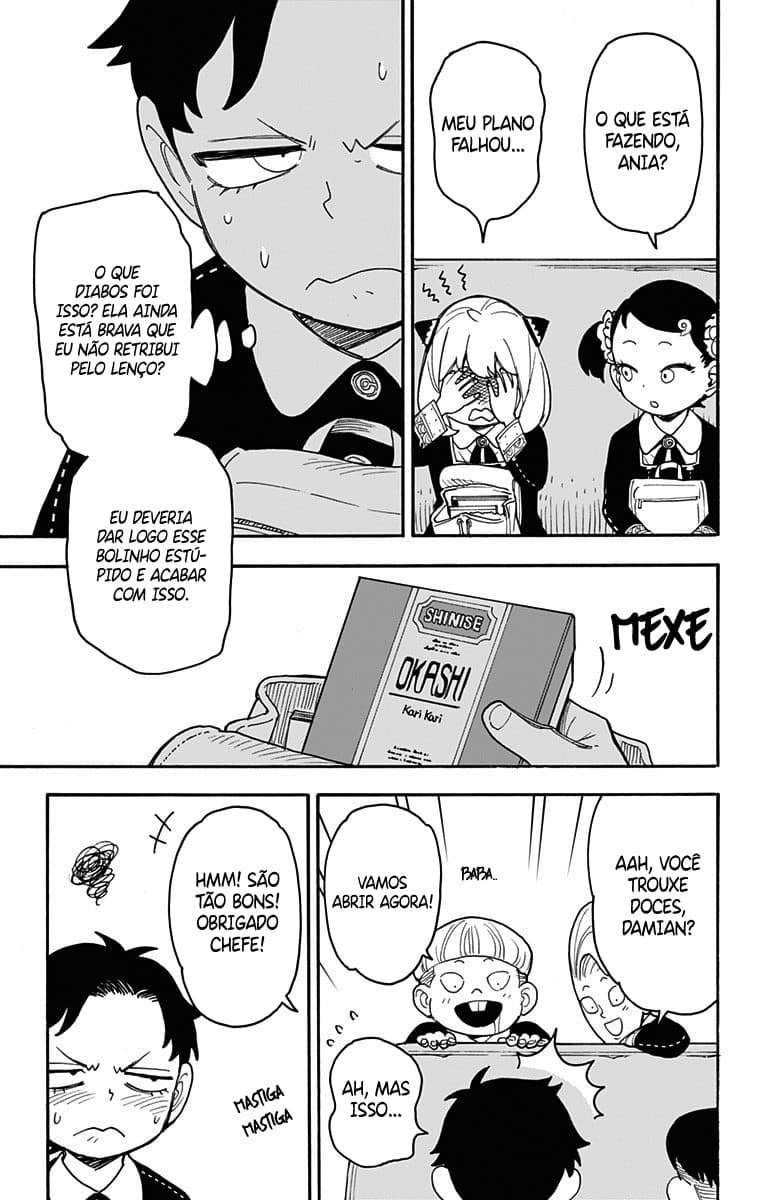 O QUE ESTÁ
FAZENDO,
ANIA?
MEU PLANO
FALHOU...
O QUE
DIABOS FOI
ISSO? ELA AINDA
ESTÁ BRAVA QUE
EU NÃO RETRIBUI
PELO LENÇO?
EU DEVERIA
DAR LOGO ESSE
BOLINHO ESTÚ-
PIDO E ACABAR
COM ISSO.
MEXE
SHINISE
OKASHI
Kari Kari
AAH, VOCÊ
TROUXE
DOCES,
DAMIAN?
BABA..
VAMOS
ABRIR AGORA!
AH, MAS
ISSO...
HMM! SÃO
TÃO BONS!
OBRIGADO
CHEFE!
MASTIGA
MASTIGA